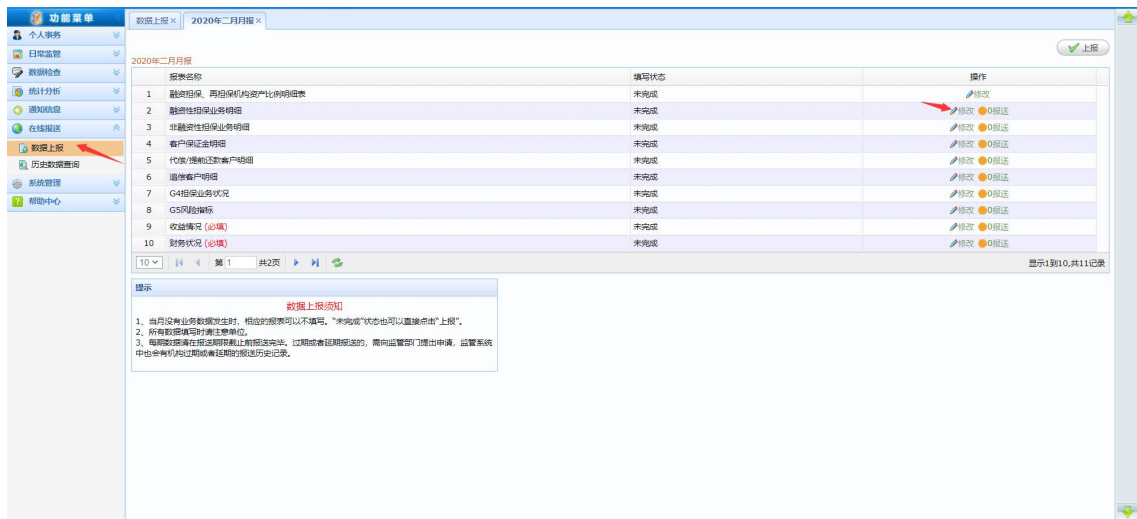 功能菜单
个人事务
日常监管
数据检查
统计分析
通知信息
在线报送
数据上报
历史数据查询
系统管理
帮助中心
数据上报× 2020年二月月报×
上报
2020年二月月报
报表名称 填写状态 操作
1 融资担保、再担保机构资产比例明细表 未完成 修改
2 融资性担保业务明细 未完成 修改 0报送
3 非融资性担保业务明细 未完成 修改 0报送
4 客户保证金明细 未完成 修改 0报送
5 代偿/提前还款客户明细 未完成 修改 0报送
6 追偿客户明细 未完成 修改 0报送
7 G4担保业务状况 未完成 修改 0报送
8 G5风险指标 未完成 修改 0报送
9 收益情况 (必填) 未完成 修改 0报送
10 财务状况 (必填) 未完成 修改 0报送
10 第 1 共2页 显示1到10,共11记录
提示
数据上报须知
1、当月没有业务数据发生时，相应的报表可以不填写。“未完成”状态也可以直接点击“上报”。
2、所有数据填写时请注意单位。
3、每期数据请在报送期限截止前报送完毕。过期或者延期报送的，需向监管部门提出申请，监管系统
中也会有机构过期或者延期的报送历史记录。